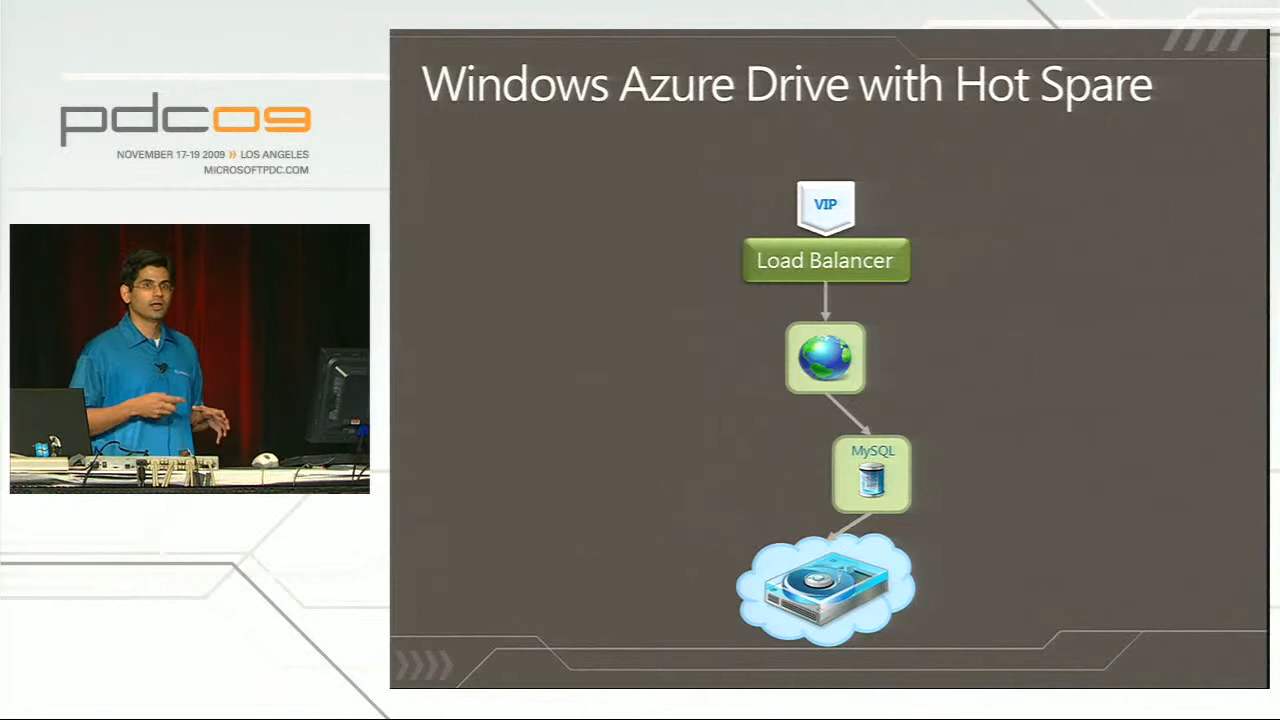 pdc09
NOVEMBER 17-19 2009 » LOS ANGELES
MICROSOFTPDC.COM
Windows Azure Drive with Hot Spare
VIP
Load Balancer
MySQL